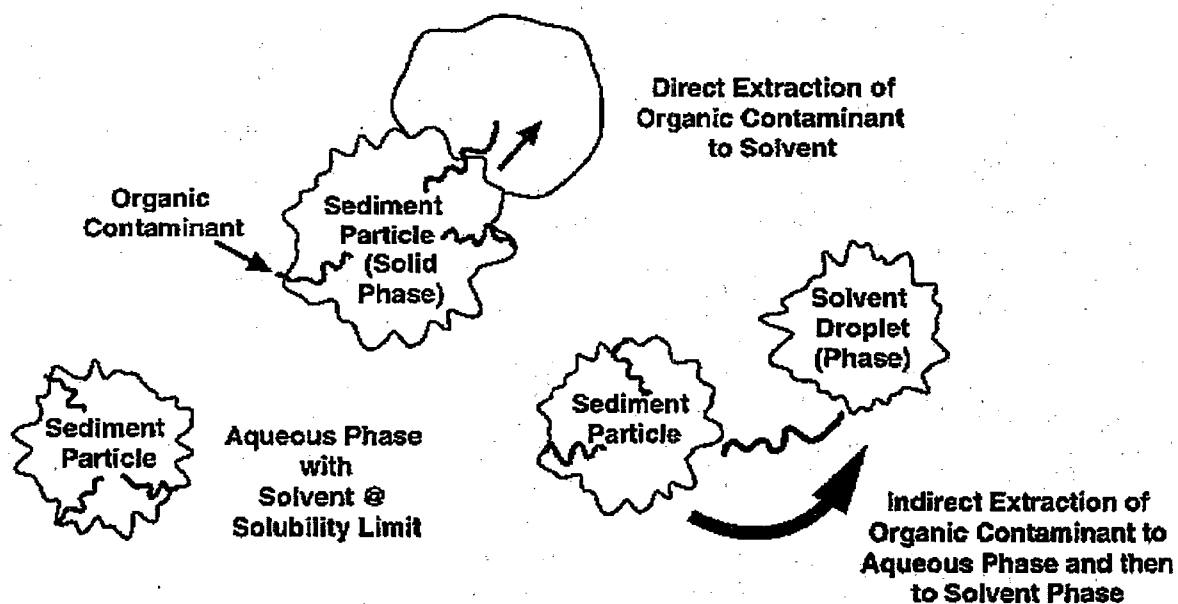 Direct Extraction of
Organic Contaminant
to Solvent
Organic
Contaminant
Sediment
Particle
(Solid
Phase)
Solvent
Droplet
(Phase)
Sediment
Particle
Aqueous Phase
with
Solvent @
Solubility Limit
Sediment
Particle
Indirect Extraction of
Organic Contaminant to
Aqueous Phase and then
to Solvent Phase